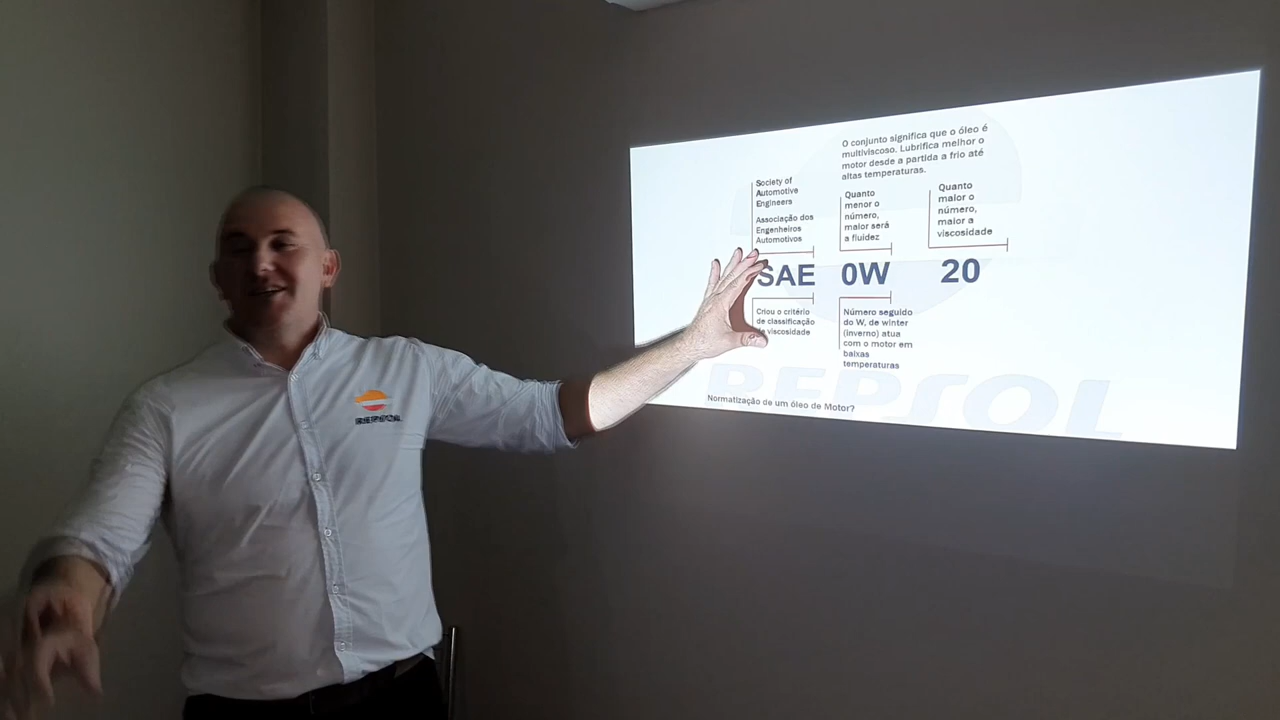 O conjunto significa que o óleo é
multiviscoso. Lubrifica melhor o
motor desde a partida a frio até
altas temperaturas.
Society of
Automotive
Engineers
Associação dos
Engenheiros
Automotivos
Quanto
menor o
número,
maior será
a fluidez
Quanto
maior o
número,
maior a
viscosidade
SAE 0W 20
Criou o critério
de classificação
de viscosidade
Número seguido
do W, de winter
(inverno) atua
com o motor em
baixas
temperaturas
REPSOL
Normatização de um óleo de Motor?
REPSOL